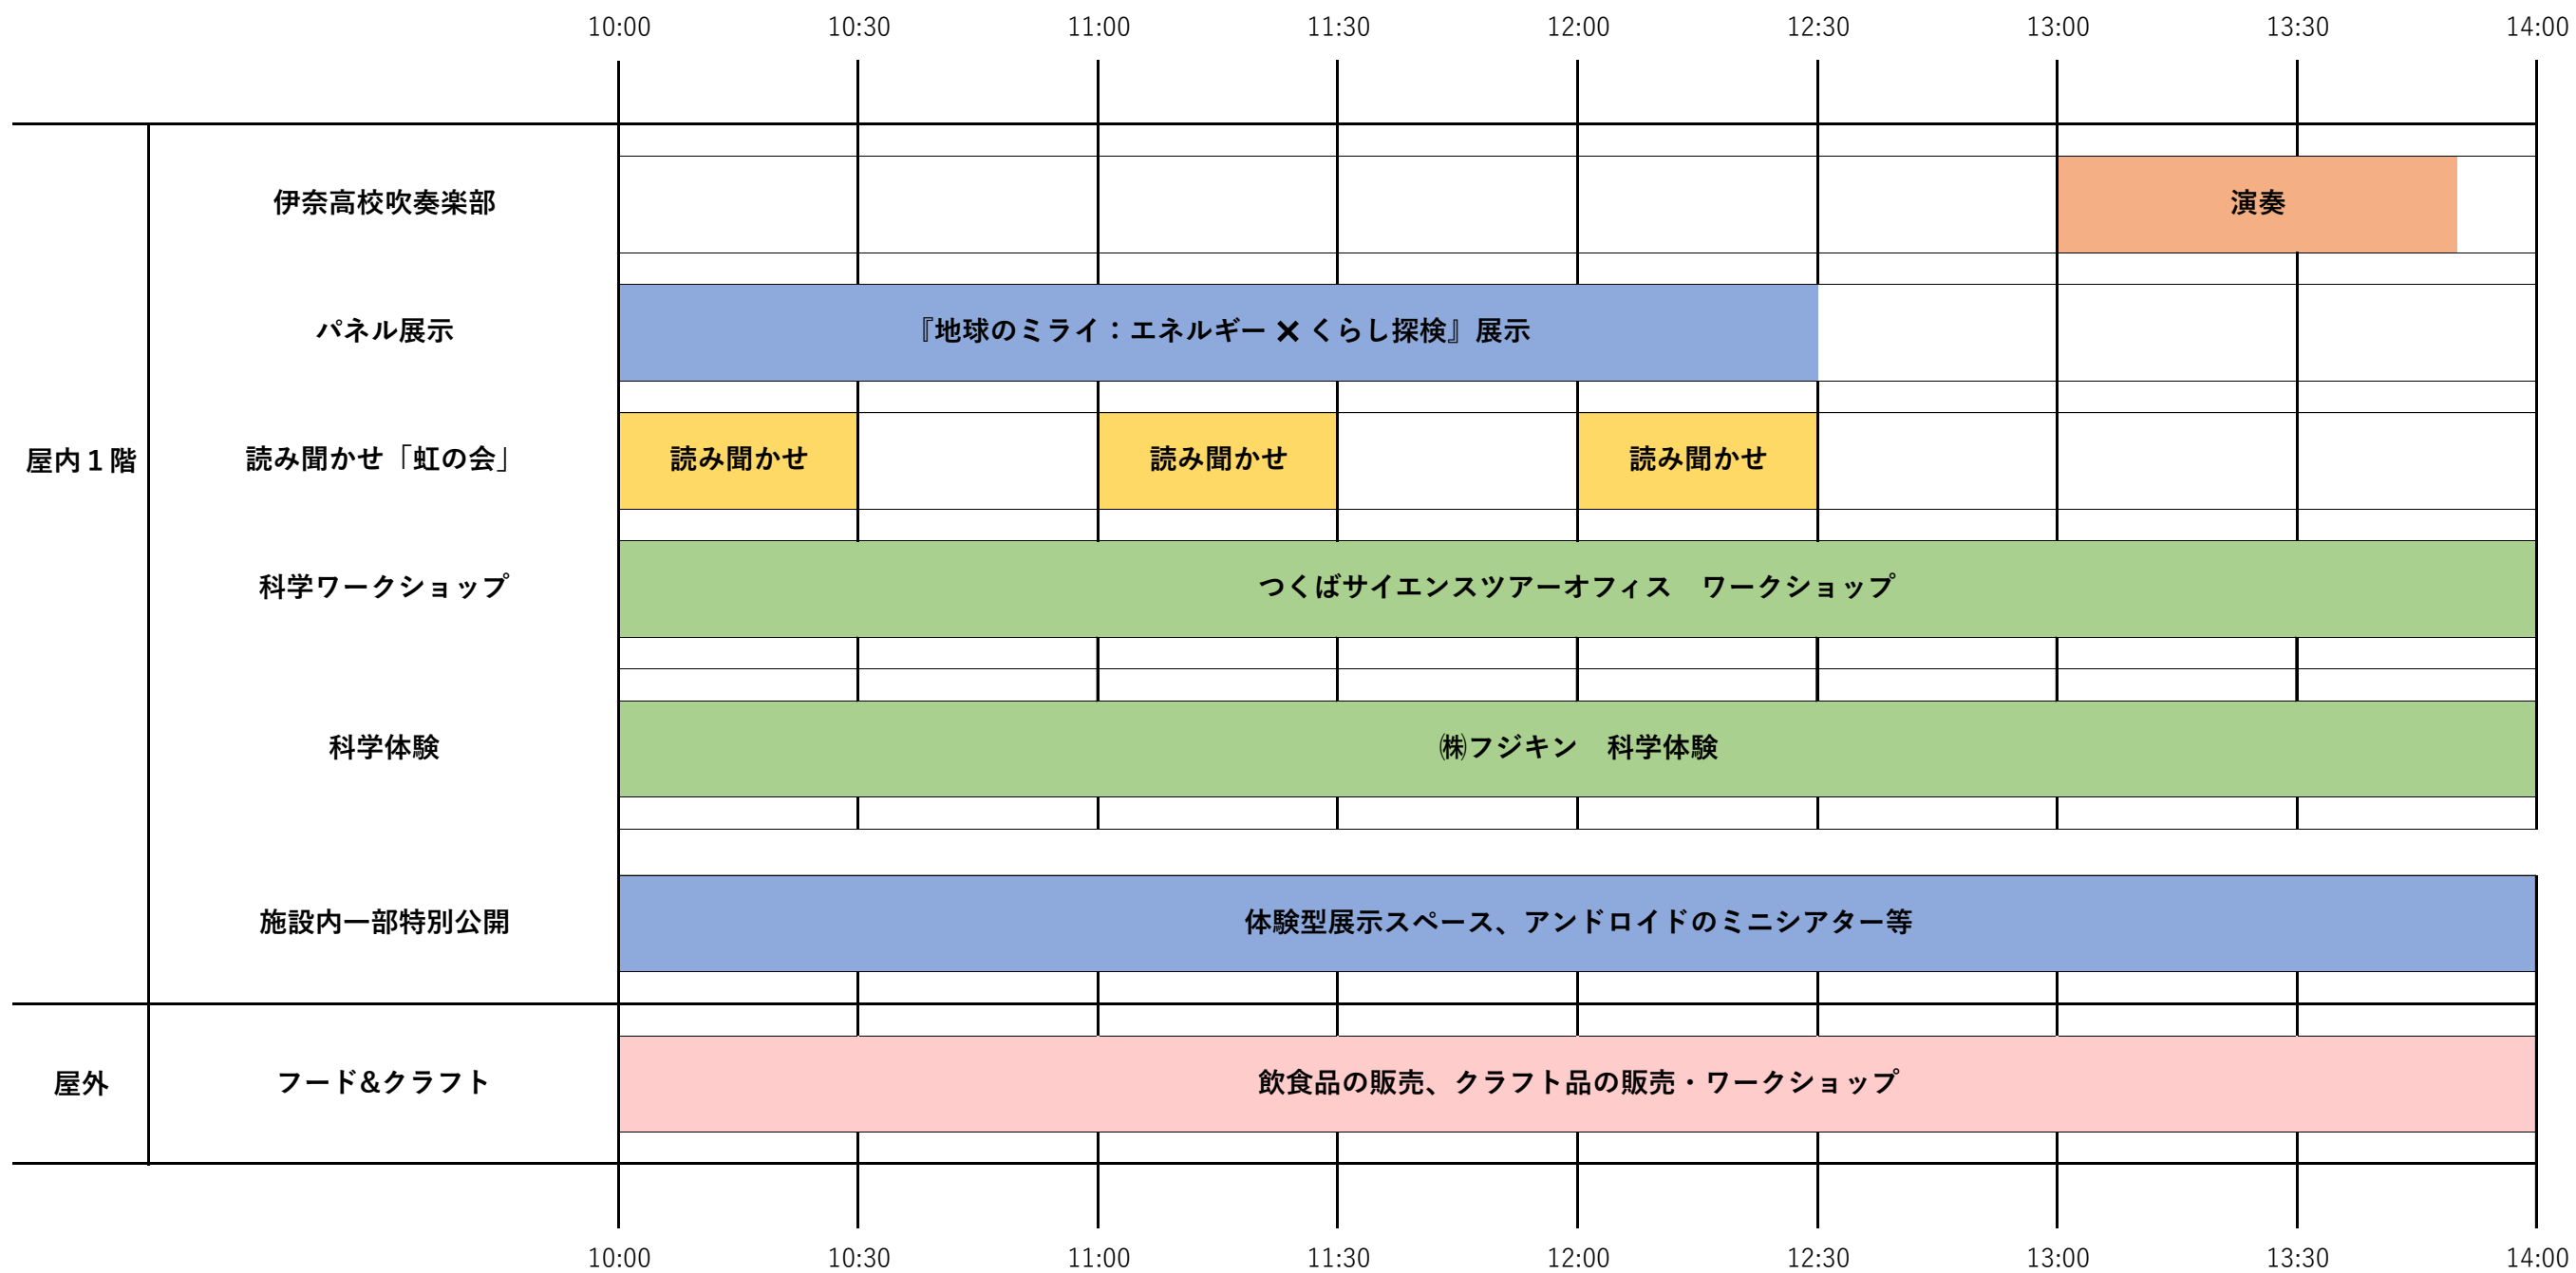 10:00 10:30 11:00 11:30 12:00 12:30 13:00 13:30 14:00
伊奈高校吹奏楽部 演奏
パネル展示 『地球のミライ：エネルギー × くらし探検』展示
屋内１階 読み聞かせ「虹の会」 読み聞かせ 読み聞かせ 読み聞かせ
科学ワークショップ つくばサイエンスツアーオフィス　ワークショップ
科学体験 ㈱フジキン　科学体験
施設内一部特別公開 体験型展示スペース、アンドロイドのミニシアター等
屋外 フード&クラフト 飲食品の販売、クラフト品の販売・ワークショップ
10:00 10:30 11:00 11:30 12:00 12:30 13:00 13:30 14:00